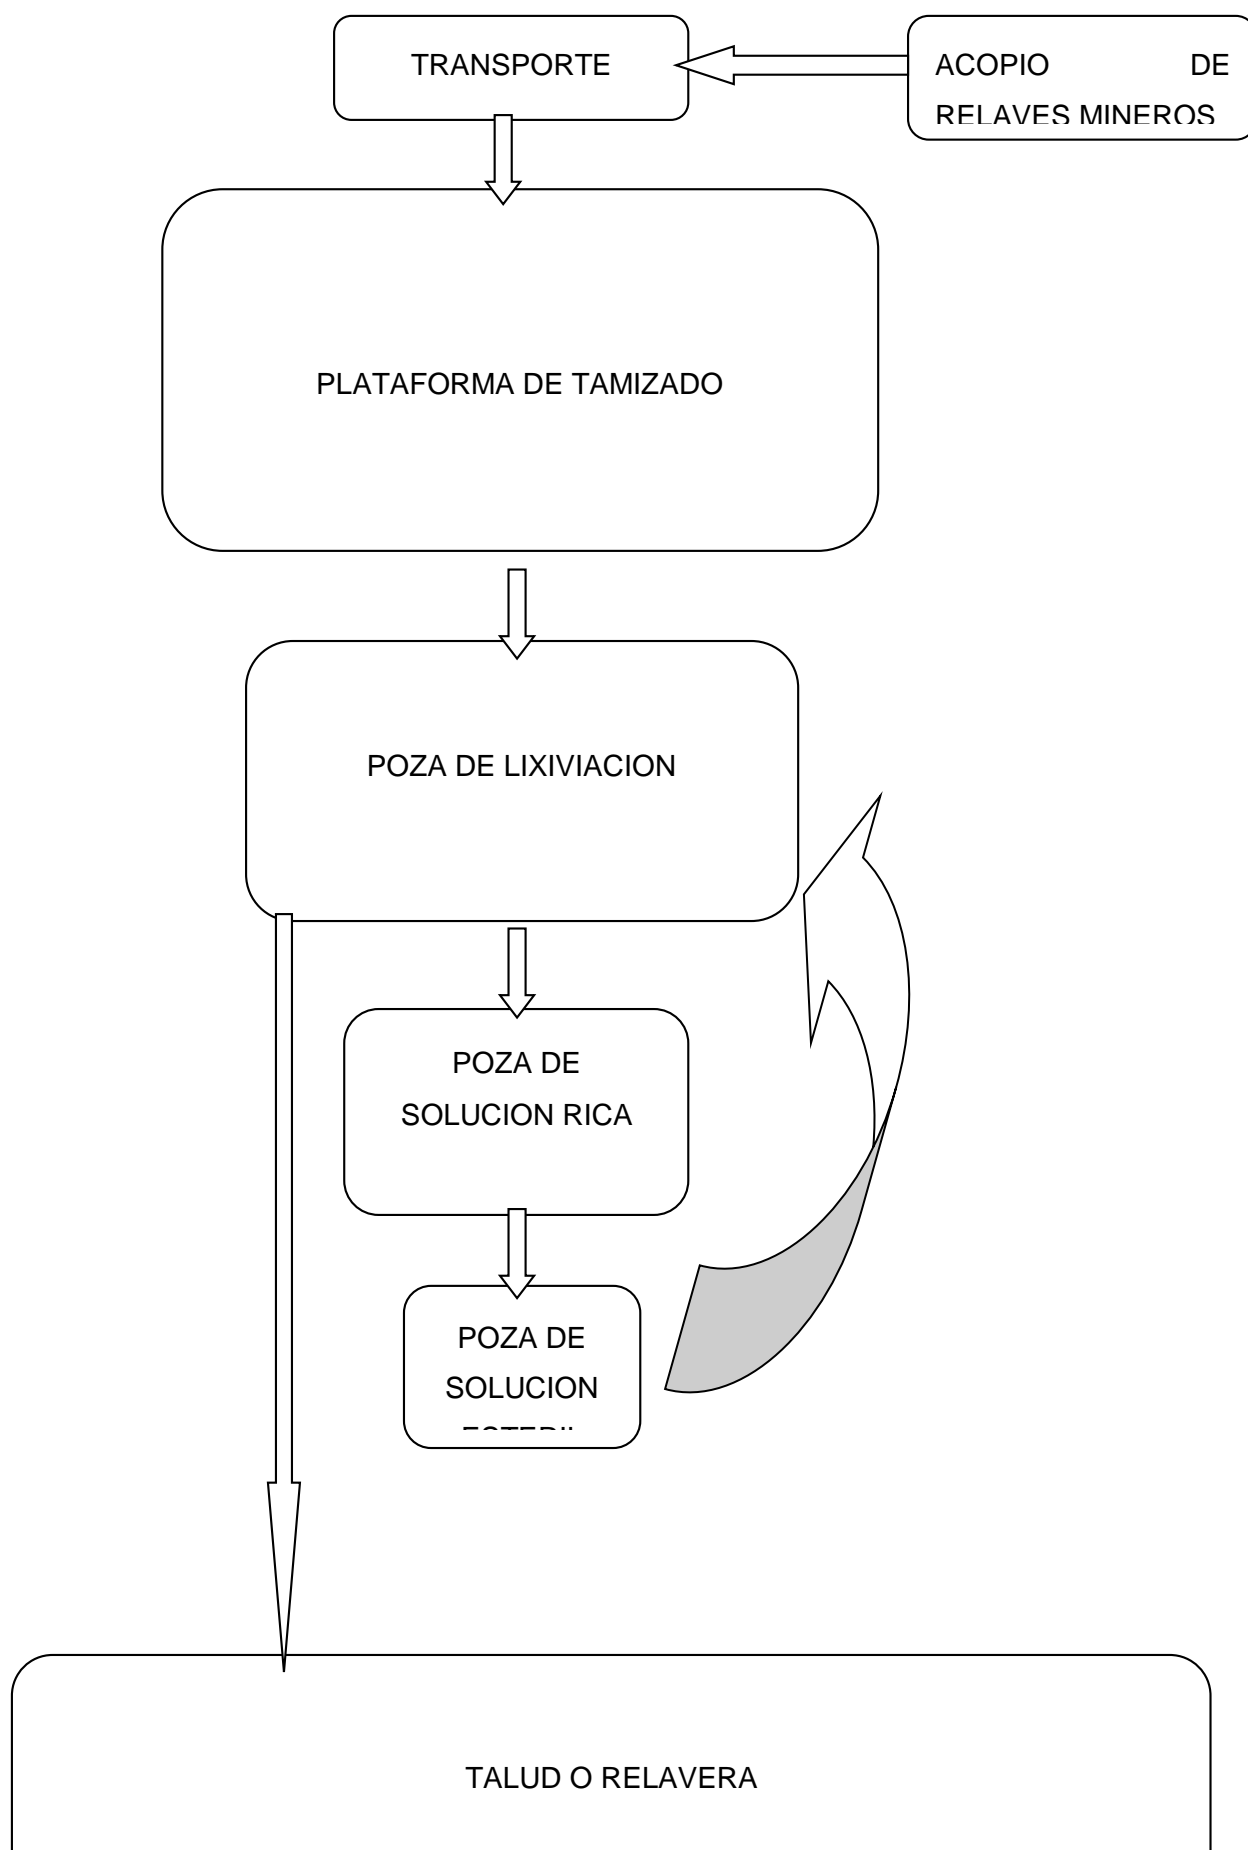 TRANSPORTE
ACOPIO DE
RELAVES MINEROS
PLATAFORMA DE TAMIZADO
POZA DE LIXIVIACION
POZA DE
SOLUCION RICA
POZA DE
SOLUCION
TALUD O RELAVERA